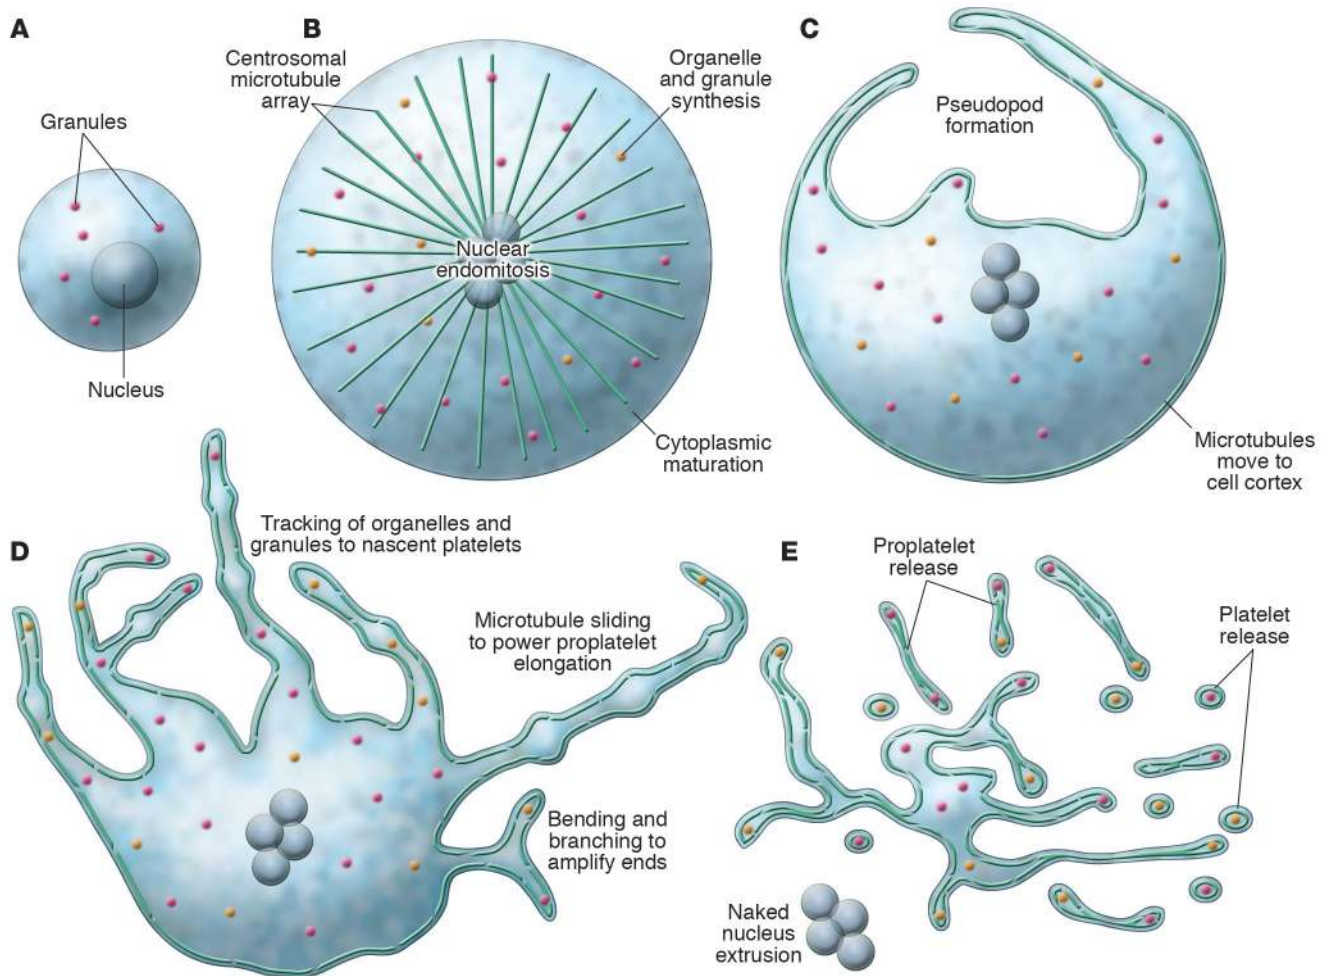 A
Granules
Nucleus
B
Centrosomal
microtubule
array
Organelle
and granule
synthesis
Nuclear
endomitosis
Cytoplasmic
maturation
C
Pseudopod
formation
Microtubules
move to
cell cortex
D
Tracking of organelles and
granules to nascent platelets
Microtubule sliding
to power proplatelet
elongation
Bending and
branching to
amplify ends
E
Proplatelet
release
Platelet
release
Naked
nucleus
extrusion